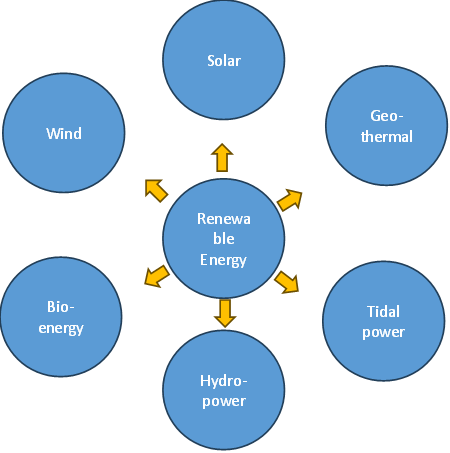 Solar
Wind
Geo-
thermal
Renewa
ble
Energy
Bio-
energy
Tidal
power
Hydro-
power